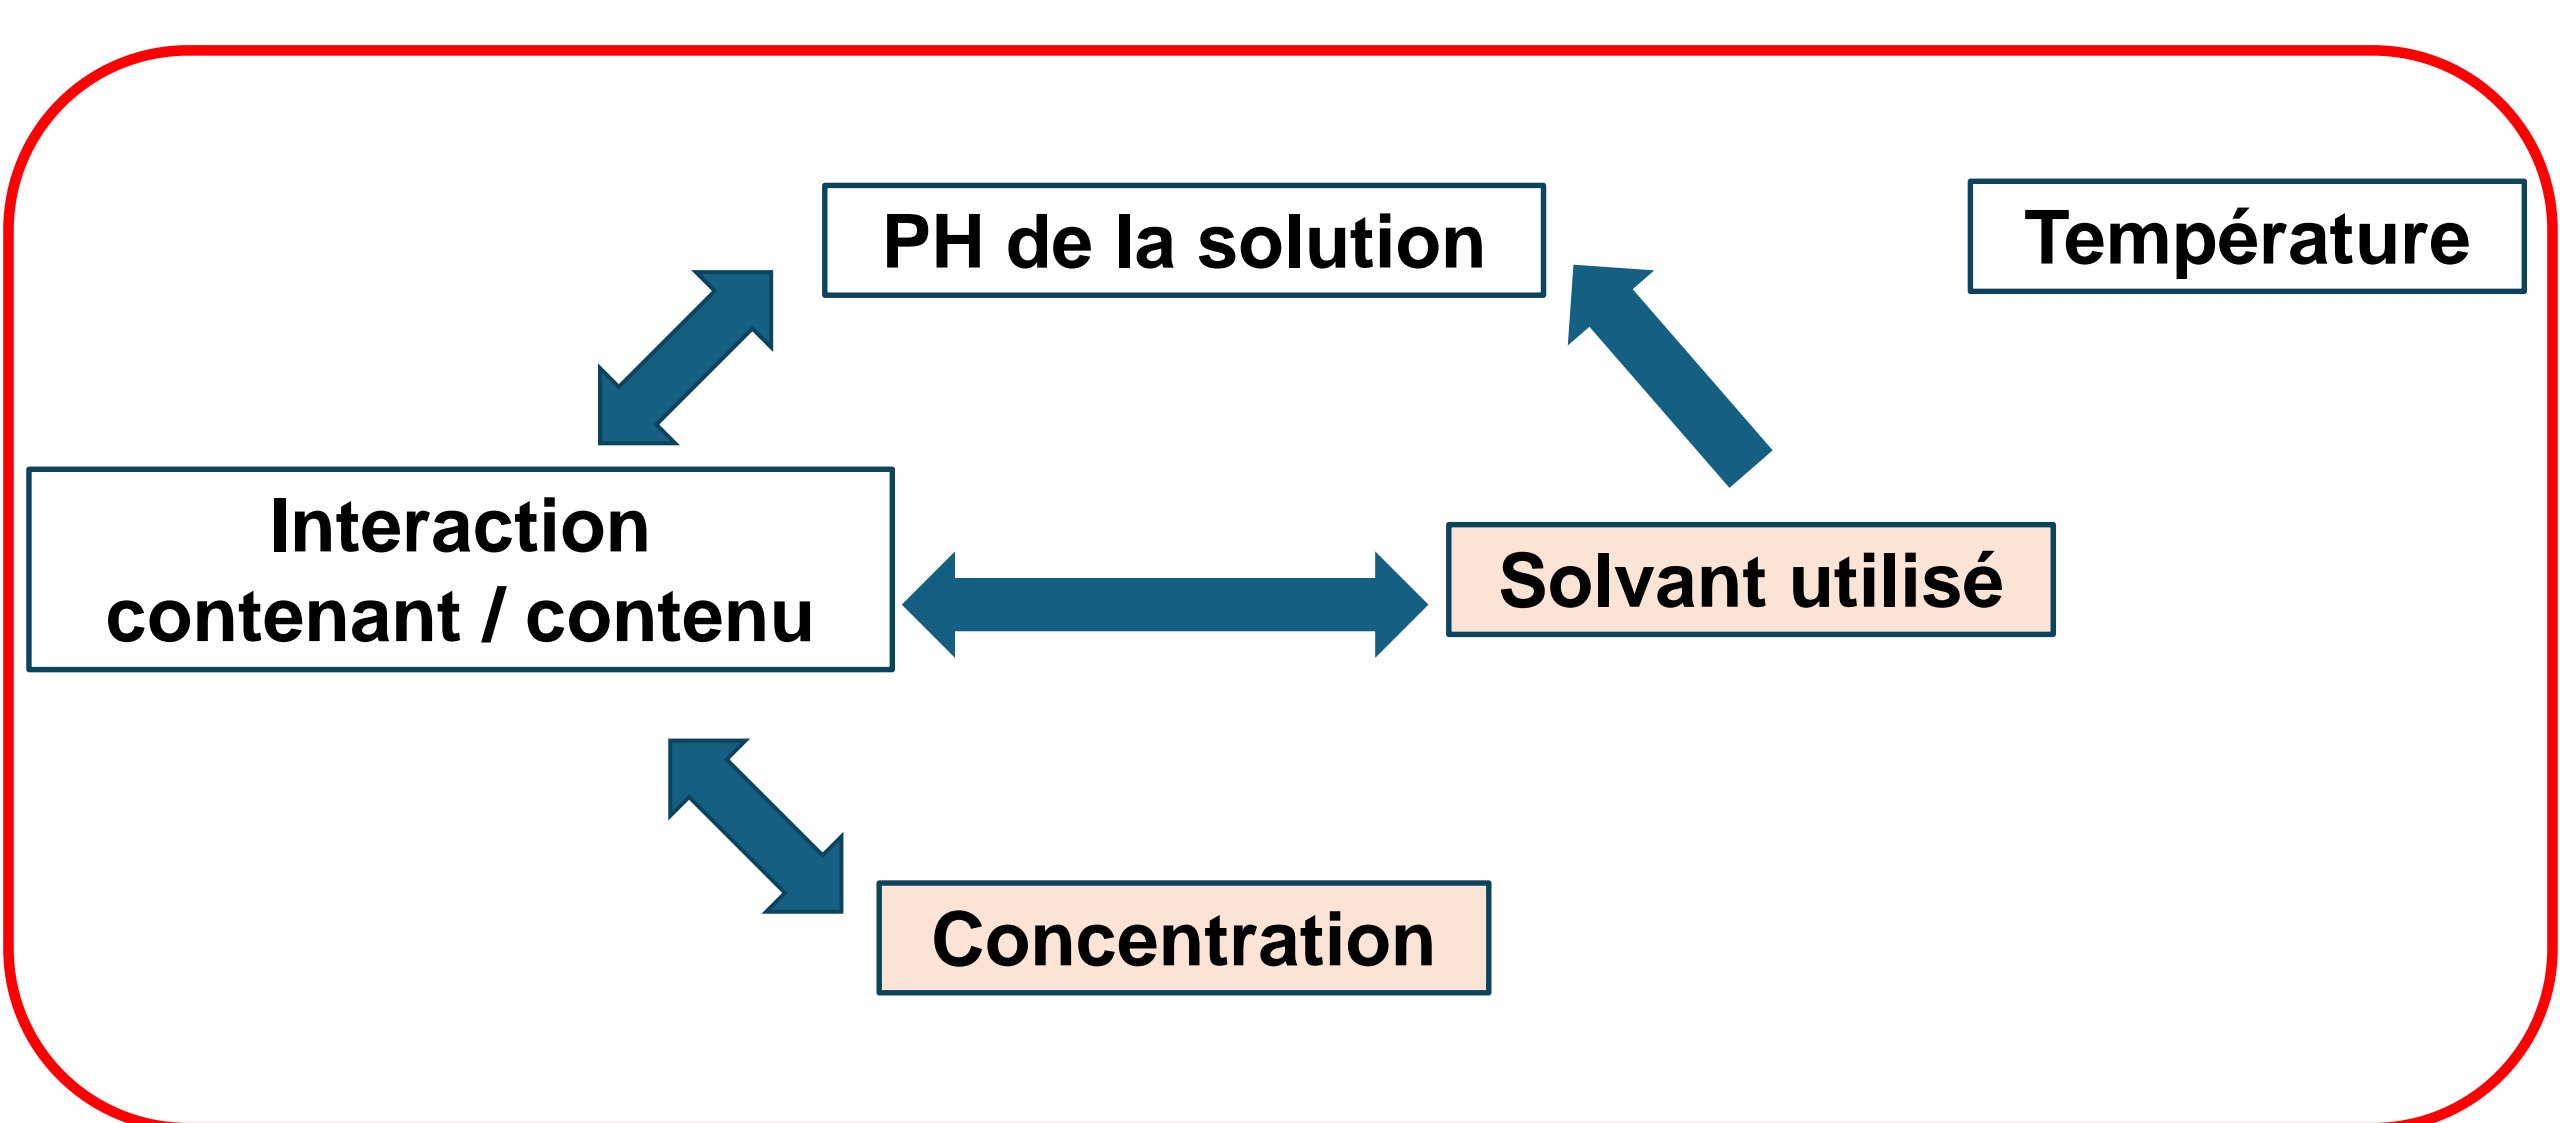 PH de la solution
Température
Interaction
contenant / contenu
Solvant utilisé
Concentration